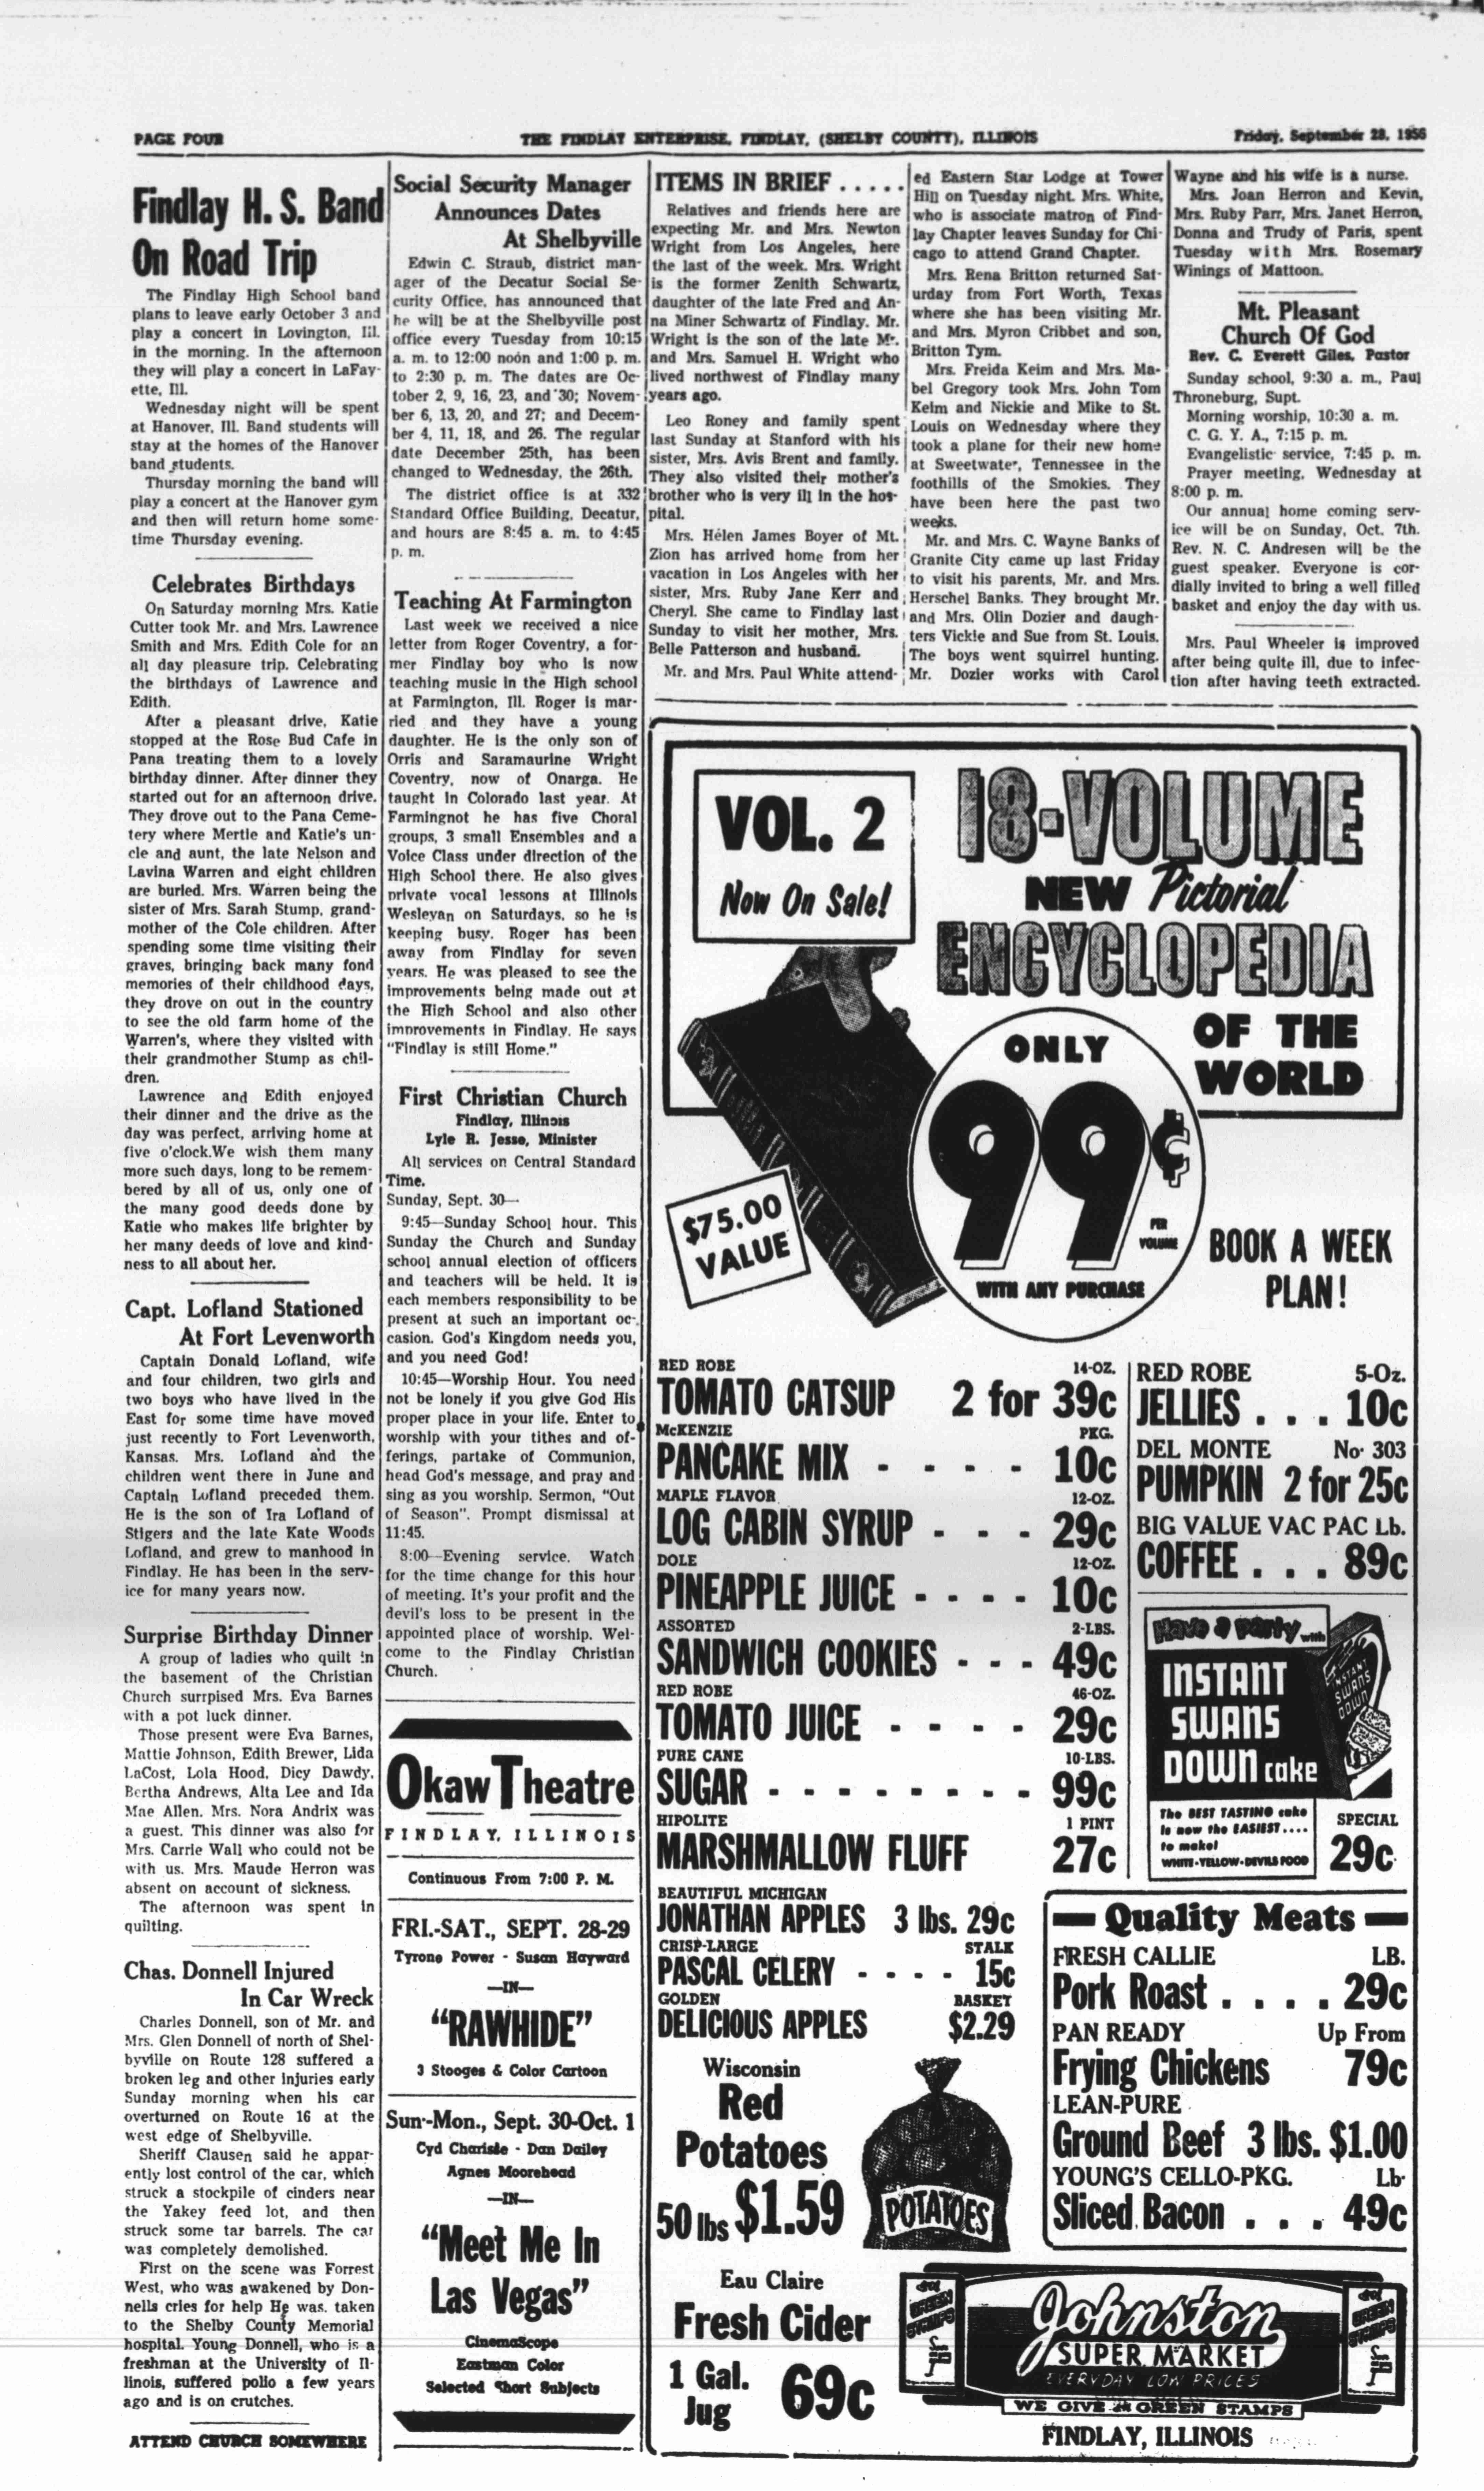 PAGE FOUR
THE FINDLAY ENTERPRISE, FINDLAY, (SHELBY COUNTY), ILLINOIS
Friday, September 28, 1956
Findlay H. S. Band
On Road Trip
The Findlay High School band
plans to leave early October 3 and
play a concert in Lovington, Ill.
in the morning. In the afternoon
they will play a concert in LaFay-
ette, Ill.
Wednesday night will be spent
at Hanover, Ill. Band students will
stay at the homes of the Hanover
band students.
Thursday morning the band will
play a concert at the Hanover gym
and then will return home some-
time Thursday evening.
Celebrates Birthdays
On Saturday morning Mrs. Katie
Cutter took Mr. and Mrs. Lawrence
Smith and Mrs. Edith Cole for an
all day pleasure trip. Celebrating
the birthdays of Lawrence and
Edith.
After a pleasant drive, Katie
stopped at the Rose Bud Cafe in
Pana treating them to a lovely
birthday dinner. After dinner they
started out for an afternoon drive.
They drove out to the Pana Ceme-
tery where Mertie and Katie's un-
cle and aunt, the late Nelson and
Lavina Warren and eight children
are buried. Mrs. Warren being the
sister of Mrs. Sarah Stump, grand-
mother of the Cole children. After
spending some time visiting their
graves, bringing back many fond
memories of their childhood days,
they drove on out in the country
to see the old farm home of the
Warren's, where they visited with
their grandmother Stump as chil-
dren.
Lawrence and Edith enjoyed
their dinner and the drive as the
day was perfect, arriving home at
five o'clock.We wish them many
more such days, long to be remem-
bered by all of us, only one of
the many good deeds done by
Katie who makes life brighter by
her many deeds of love and kind-
ness to all about her.
Capt. Lofland Stationed
At Fort Levenworth
Captain Donald Lofland, wife
and four children, two girls and
two boys who have lived in the
East for some time have moved
just recently to Fort Levenworth,
Kansas. Mrs. Lofland and the
children went there in June and
Captain Lofland preceded them.
He is the son of Ira Lofland of
Stigers and the late Kate Woods
Lofland, and grew to manhood in
Findlay. He has been in the serv-
ice for many years now.
Surprise Birthday Dinner
A group of ladies who quilt in
the basement of the Christian
Church surrpised Mrs. Eva Barnes
with a pot luck dinner.
Those present were Eva Barnes,
Mattie Johnson, Edith Brewer, Lida
LaCost, Lola Hood, Dicy Dawdy,
Bertha Andrews, Alta Lee and Ida
Mae Allen. Mrs. Nora Andrix was
a guest. This dinner was also for
Mrs. Carrie Wall who could not be
with us. Mrs. Maude Herron was
absent on account of sickness.
The afternoon was spent in
quilting.
Chas. Donnell Injured
In Car Wreck
Charles Donnell, son of Mr. and
Mrs. Glen Donnell of north of Shel-
byville on Route 128 suffered a
broken leg and other injuries early
Sunday morning when his car
overturned on Route 16 at the
west edge of Shelbyville.
Sheriff Clausen said he appar-
ently lost control of the car, which
struck a stockpile of cinders near
the Yakey feed lot, and then
struck some tar barrels. The car
was completely demolished.
First on the scene was Forrest
West, who was awakened by Don-
nells cries for help He was. taken
to the Shelby County Memorial
hospital. Young Donnell, who is a
freshman at the University of Il-
linois, suffered polio a few years
ago and is on crutches.
ATTEND CHURCH SOMEWHERE
Social Security Manager
Announces Dates
At Shelbyville
Edwin C. Straub, district man-
ager of the Decatur Social Se-
curity Office, has announced that
he will be at the Shelbyville post
office every Tuesday from 10:15
a. m. to 12:00 noon and 1:00 p. m.
to 2:30 p. m. The dates are Oc-
tober 2, 9, 16, 23, and 30; Novem-
ber 6, 13, 20, and 27; and Decem-
ber 4, 11, 18, and 26. The regular
date December 25th, has been
changed to Wednesday, the 26th.
The district office is at 332
Standard Office Building, Decatur,
and hours are 8:45 a. m. to 4:45
p. m.
Teaching At Farmington
Last week we received a nice
letter from Roger Coventry, a for-
mer Findlay boy who is now
teaching music in the High school
at Farmington, Ill. Roger is mar-
ried and they have a young
daughter. He is the only son of
Orris and Saramaurine Wright
Coventry, now of Onarga. He
taught in Colorado last year. At
Farmingnot he has five Choral
groups, 3 small Ensembles and a
Voice Class under direction of the
High School there. He also gives
private vocal lessons at Illinois
Wesleyan on Saturdays, so he is
keeping busy. Roger has been
away from Findlay for seven
years. He was pleased to see the
improvements being made out at
the High School and also other
improvements in Findlay. He says
"Findlay is still Home."
First Christian Church
Findlay, Illinois
Lyle R. Jesse, Minister
All services on Central Standard
Time.
Sunday, Sept. 30—
9:45—Sunday School hour. This
Sunday the Church and Sunday
school annual election of officers
and teachers will be held. It is
each members responsibility to be
present at such an important oc-
casion. God's Kingdom needs you,
and you need God!
10:45—Worship Hour. You need
not be lonely if you give God His
proper place in your life. Enter to
worship with your tithes and of-
ferings, partake of Communion,
head God's message, and pray and
sing as you worship. Sermon, "Out
of Season". Prompt dismissal at
11:45.
8:00—Evening service. Watch
for the time change for this hour
of meeting. It's your profit and the
devil's loss to be present in the
appointed place of worship. Wel-
come to the Findlay Christian
Church.
Okaw Theatre
FINDLAY, ILLINOIS
Continuous From 7:00 P. M.
FRI.-SAT., SEPT. 28-29
Tyrone Power - Susan Hayward
—IN—
"RAWHIDE"
3 Stooges & Color Cartoon
Sun-Mon., Sept. 30-Oct. 1
Cyd Charisle - Dan Dailey
Agnes Moorehead
—IN—
"Meet Me In
Las Vegas"
CinemaScope
Eastman Color
Selected Short Subjects
ITEMS IN BRIEF . . . . .
Relatives and friends here are
expecting Mr. and Mrs. Newton
Wright from Los Angeles, here
the last of the week. Mrs. Wright
is the former Zenith Schwartz,
daughter of the late Fred and An-
na Miner Schwartz of Findlay. Mr.
Wright is the son of the late Mr.
and Mrs. Samuel H. Wright who
lived northwest of Findlay many
years ago.
Leo Roney and family spent
last Sunday at Stanford with his
sister, Mrs. Avis Brent and family.
They also visited their mother's
brother who is very ill in the hos-
pital.
Mrs. Helen James Boyer of Mt.
Zion has arrived home from her
vacation in Los Angeles with her
sister, Mrs. Ruby Jane Kerr and
Cheryl. She came to Findlay last
Sunday to visit her mother, Mrs.
Belle Patterson and husband.
Mr. and Mrs. Paul White attend-
ed Eastern Star Lodge at Tower
Hill on Tuesday night. Mrs. White,
who is associate matron of Find-
lay Chapter leaves Sunday for Chi-
cago to attend Grand Chapter.
Mrs. Rena Britton returned Sat-
urday from Fort Worth, Texas
where she has been visiting Mr.
and Mrs. Myron Cribbet and son,
Britton Tym.
Mrs. Freida Keim and Mrs. Ma-
bel Gregory took Mrs. John Tom
Keim and Nickie and Mike to St.
Louis on Wednesday where they
took a plane for their new home
at Sweetwater, Tennessee in the
foothills of the Smokies. They
have been here the past two
weeks.
Mr. and Mrs. C. Wayne Banks of
Granite City came up last Friday
to visit his parents, Mr. and Mrs.
Herschel Banks. They brought Mr.
and Mrs. Olin Dozier and daugh-
ters Vickie and Sue from St. Louis.
The boys went squirrel hunting.
Mr. Dozier works with Carol
Wayne and his wife is a nurse.
Mrs. Joan Herron and Kevin,
Mrs. Ruby Parr, Mrs. Janet Herron,
Donna and Trudy of Paris, spent
Tuesday with Mrs. Rosemary
Winings of Mattoon.
Mt. Pleasant
Church Of God
Rev. C. Everett Giles, Pastor
Sunday school, 9:30 a. m., Paul
Throneburg, Supt.
Morning worship, 10:30 a. m.
C. G. Y. A., 7:15 p. m.
Evangelistic service, 7:45 p. m.
Prayer meeting, Wednesday at
8:00 p. m.
Our annual home coming serv-
ice will be on Sunday, Oct. 7th.
Rev. N. C. Andresen will be the
guest speaker. Everyone is cor-
dially invited to bring a well filled
basket and enjoy the day with us.
Mrs. Paul Wheeler is improved
after being quite ill, due to infec-
tion after having teeth extracted.
VOL. 2
Now On Sale!
18-VOLUME
NEW Pictorial
ENCYCLOPEDIA
OF THE
WORLD
ONLY
99¢
PER
VOLUME
WITH ANY PURCHASE
$75.00
VALUE
BOOK A WEEK
PLAN!
RED ROBE 14-OZ.
TOMATO CATSUP 2 for 39c
McKENZIE PKG.
PANCAKE MIX - - - - 10c
MAPLE FLAVOR 12-OZ.
LOG CABIN SYRUP - - - 29c
DOLE 12-OZ.
PINEAPPLE JUICE - - - - 10c
ASSORTED 2-LBS.
SANDWICH COOKIES - - - 49c
RED ROBE 46-OZ.
TOMATO JUICE - - - - 29c
PURE CANE 10-LBS.
SUGAR - - - - - - - - 99c
HIPOLITE 1 PINT
MARSHMALLOW FLUFF 27c
BEAUTIFUL MICHIGAN
JONATHAN APPLES 3 lbs. 29c
CRISP-LARGE STALK
PASCAL CELERY - - - - 15c
GOLDEN BASKET
DELICIOUS APPLES $2.29
Wisconsin
Red
Potatoes
50 lbs $1.59
POTATOES
Eau Claire
Fresh Cider
1 Gal.
Jug 69c
RED ROBE 5-Oz.
JELLIES . . . . 10c
DEL MONTE No. 303
PUMPKIN 2 for 25c
BIG VALUE VAC PAC Lb.
COFFEE . . . . 89c
Have a party with
INSTANT
SWANS
DOWN cake
INSTANT
SWANS
DOWN
The BEST TASTING cake
is now the EASIEST....
to make!
WHITE-YELLOW-DEVILS FOOD
SPECIAL
29c
Quality Meats
FRESH CALLIE LB.
Pork Roast . . . . 29c
PAN READY Up From
Frying Chickens 79c
LEAN-PURE
Ground Beef 3 lbs. $1.00
YOUNG'S CELLO-PKG. Lb.
Sliced Bacon . . . 49c
Johnston
SUPER MARKET
EVERYDAY LOW PRICES
WE GIVE GREEN STAMPS
FINDLAY, ILLINOIS